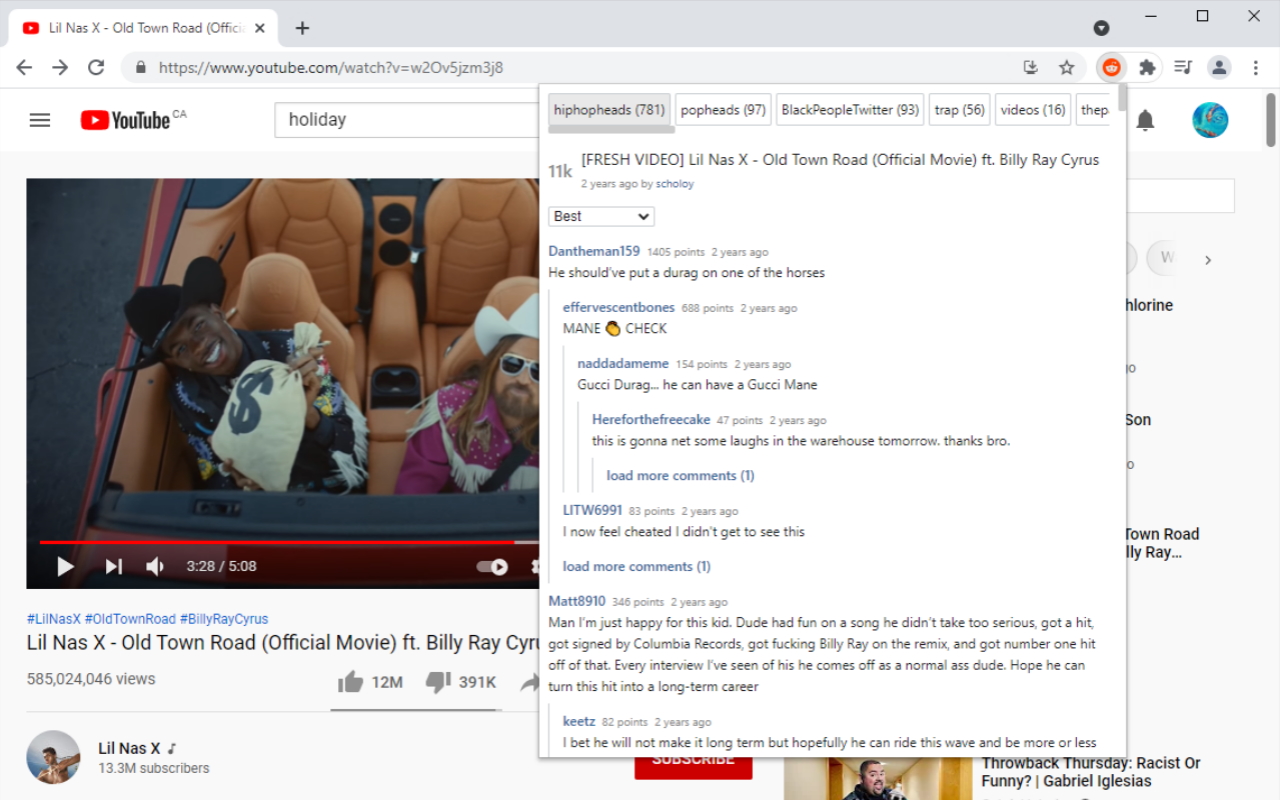 Lil Nas X - Old Town Road (Offici
https://www.youtube.com/watch?v=w2Ov5jzm3j8
YouTube CA
holiday
hiphopheads (781) popheads (97) BlackPeopleTwitter (93) trap (56) videos (16) thepa
11k
[FRESH VIDEO] Lil Nas X - Old Town Road (Official Movie) ft. Billy Ray Cyrus
2 years ago by scholoy
Best
Dantheman159 1405 points 2 years ago
He should've put a durag on one of the horses
effervescentbones 688 points 2 years ago
MANE 👏 CHECK
naddadameme 154 points 2 years ago
Gucci Durag... he can have a Gucci Mane
Hereforthefreecake 47 points 2 years ago
this is gonna net some laughs in the warehouse tomorrow. thanks bro.
load more comments (1)
LITW6991 83 points 2 years ago
I now feel cheated I didn't get to see this
load more comments (1)
Matt8910 346 points 2 years ago
Man I'm just happy for this kid. Dude had fun on a song he didn't take too serious, got a hit,
got signed by Columbia Records, got fucking Billy Ray on the remix, and got number one hit
off of that. Every interview I've seen of his he comes off as a normal ass dude. Hope he can
turn this hit into a long-term career
keetz 82 points 2 years ago
I bet he will not make it long term but hopefully he can ride this wave and be more or less
$
3:28 / 5:08
#LilNasX #OldTownRoad #BillyRayCyrus
Lil Nas X - Old Town Road (Official Movie) ft. Billy Ray Cyru
585,024,046 views
12M
391K
Lil Nas X
13.3M subscribers
SUBSCRIBE
W
hlorine
o
Son
o
Town Road
lly Ray...
Throwback Thursday: Racist Or
Funny? | Gabriel Iglesias